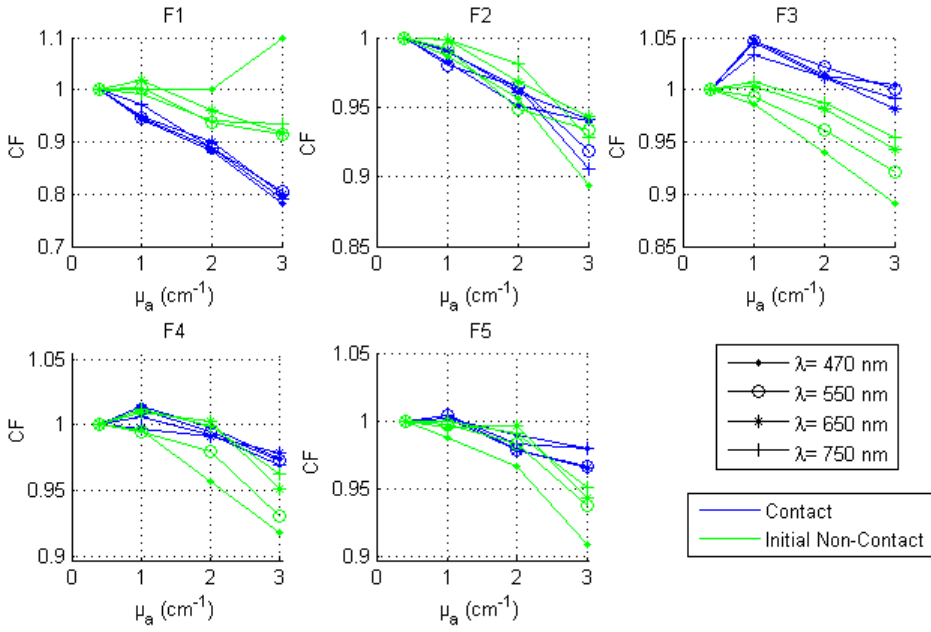 F1
1.1
1
0.9
0.8
0.7
CF
0 1 2 3
μa (cm-1)
F2
1
0.95
0.9
0.85
CF
0 1 2 3
μa (cm-1)
F3
1.05
1
0.95
0.9
0.85
CF
0 1 2 3
μa (cm-1)
F4
1.05
1
0.95
0.9
CF
0 1 2 3
μa (cm-1)
F5
1.05
1
0.95
0.9
CF
0 1 2 3
μa (cm-1)
λ= 470 nm
λ= 550 nm
λ= 650 nm
λ= 750 nm
Contact
Initial Non-Contact